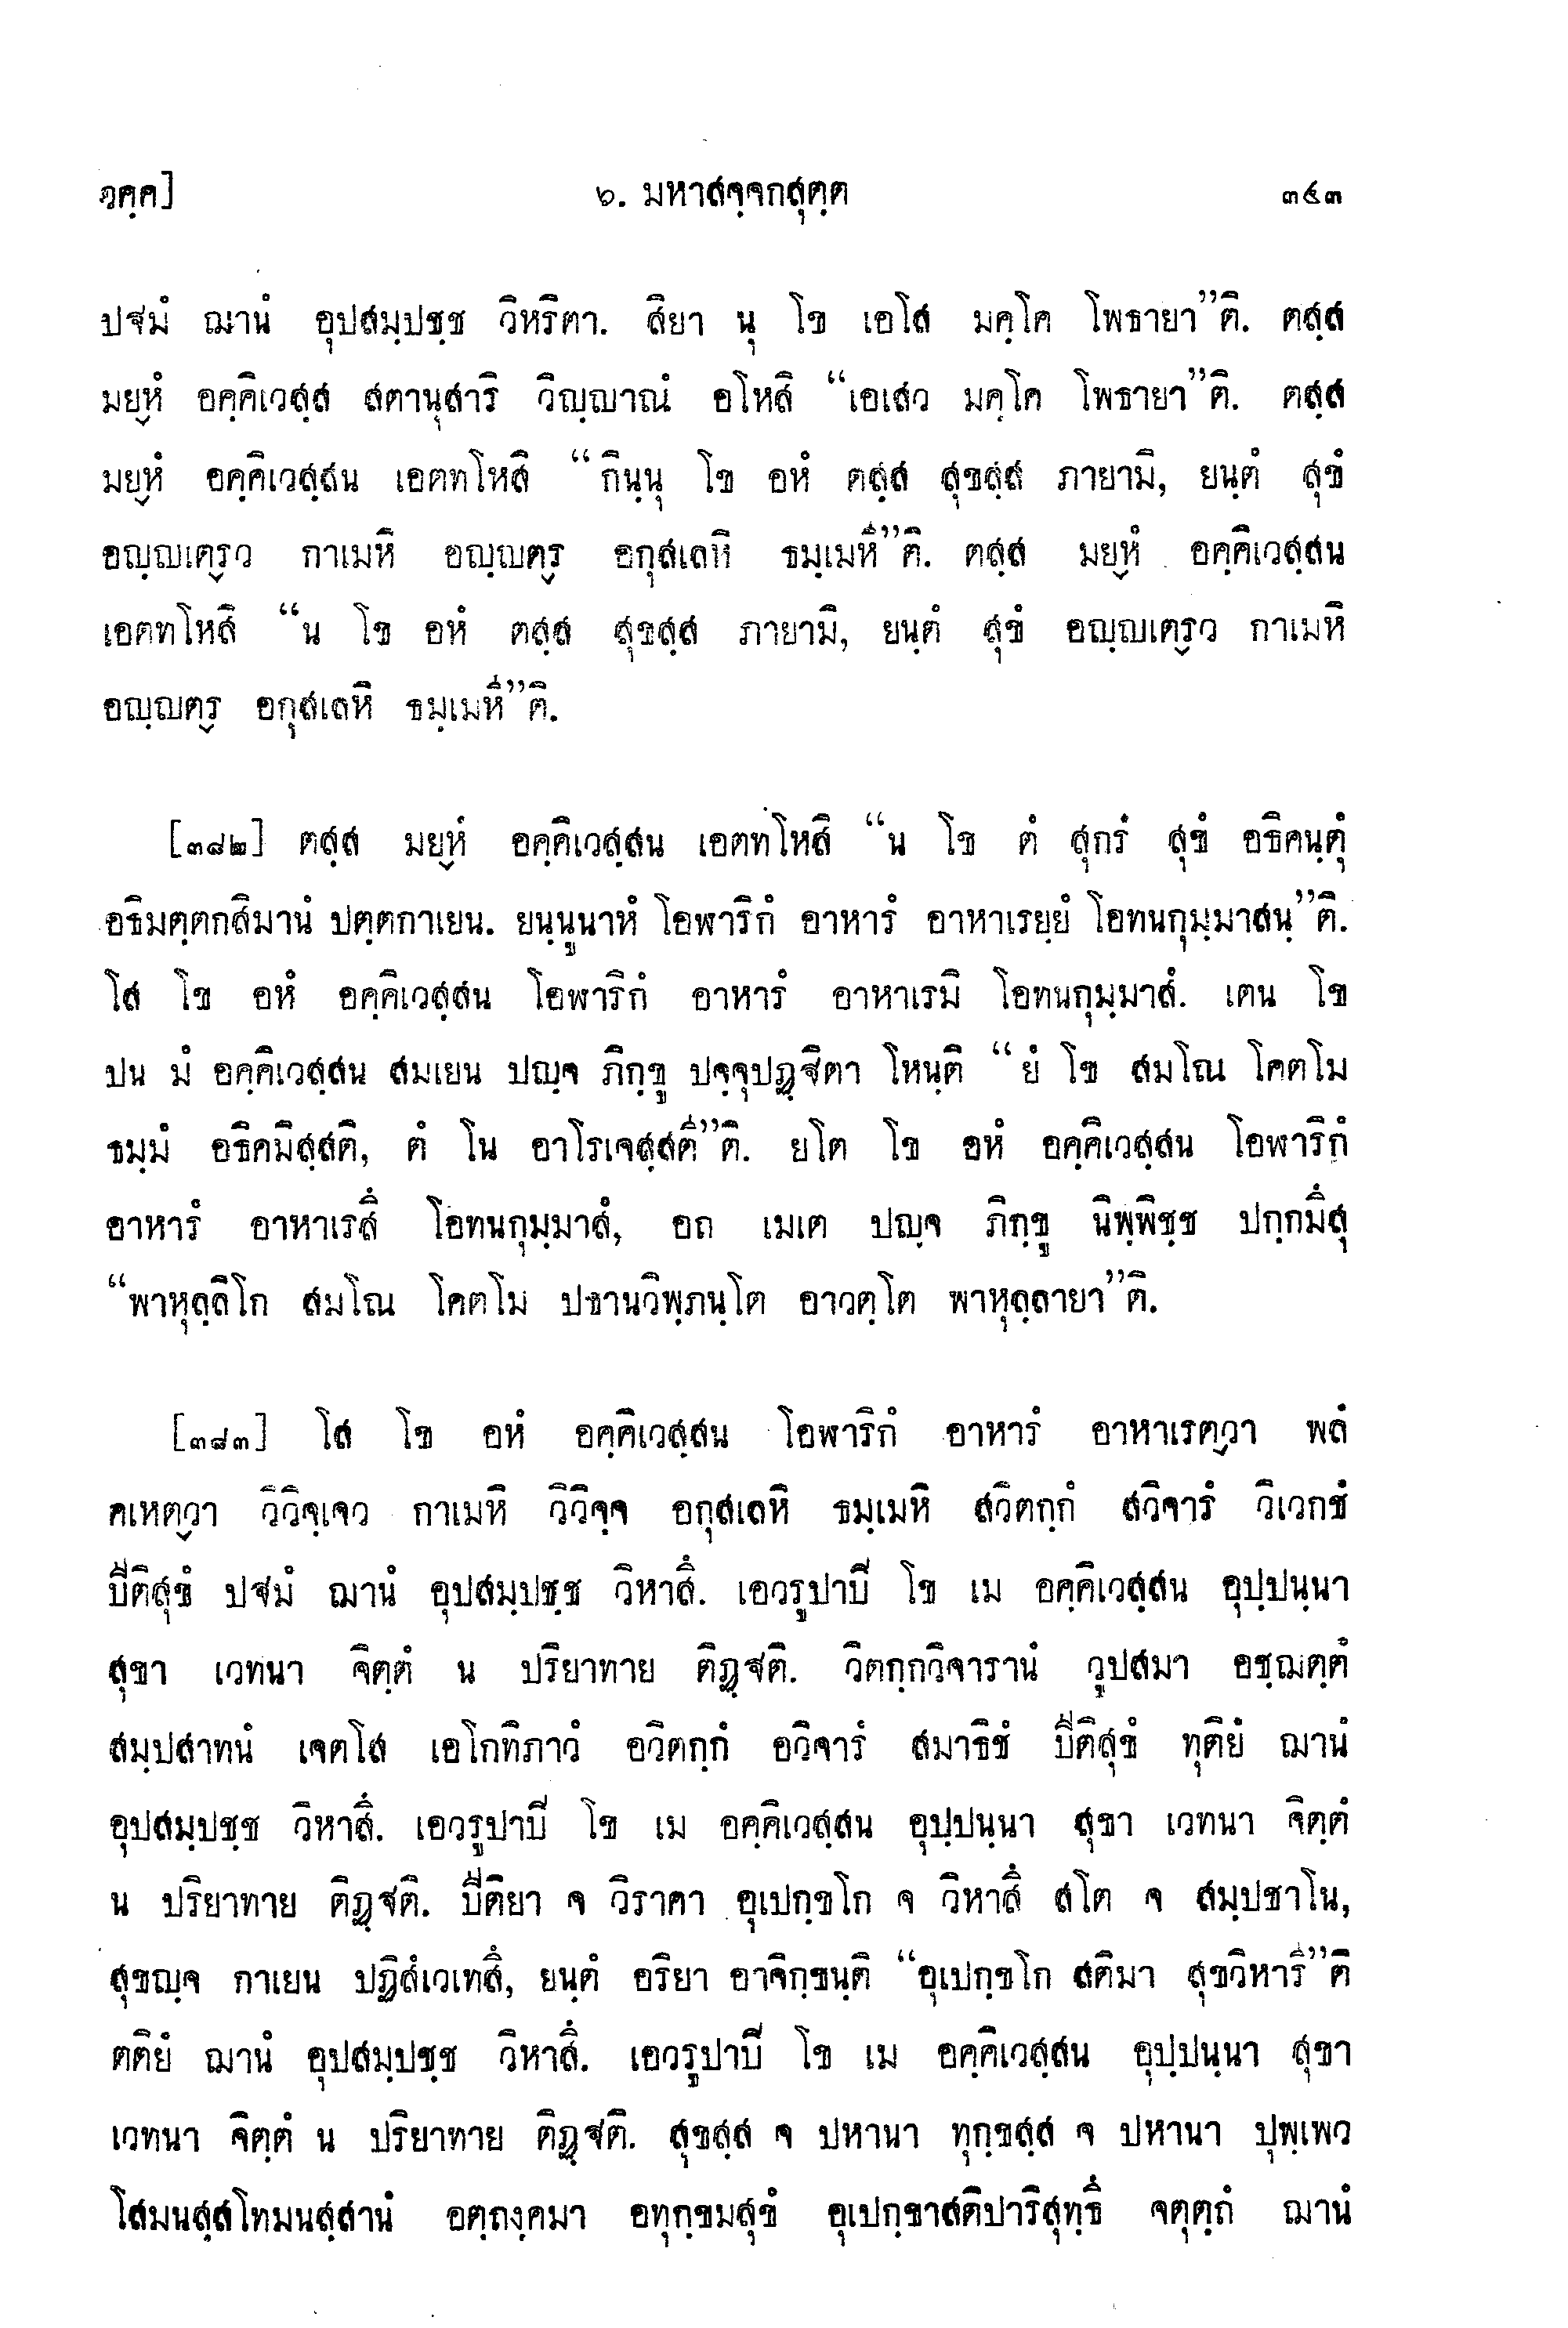 วคฺค]
๖. มหาสจฺจกสุตฺต
๓๕๓
ปฐมํ ฌานํ อุปสมฺปชฺช วิหริตา. สิยา นุ โข เอโส มคฺโค โพธายา”ติ. ตสฺส
มยฺหํ อคฺคิเวสฺส สตานุสาริ วิญฺญาณํ อโหสิ “เอเสว มคฺโค โพธายา”ติ. ตสฺส
มยฺหํ อคฺคิเวสฺสน เอตทโหสิ “กินฺนุ โข อหํ ตสฺส สุขสฺส ภายามิ, ยนฺตํ สุขํ
อญฺญเตฺรว กาเมหิ อญฺญตฺร อกุสเลหิ ธมฺเมหี”ติ. ตสฺส มยฺหํ อคฺคิเวสฺสน
เอตทโหสิ “น โข อหํ ตสฺส สุขสฺส ภายามิ, ยนฺตํ สุขํ อญฺญเตฺรว กาเมหิ
อญฺญตฺร อกุสเลหิ ธมฺเมหี”ติ.
[๓๘๒] ตสฺส มยฺหํ อคฺคิเวสฺสน เอตทโหสิ “น โข ตํ สุกรํ สุขํ อธิคนฺตุํ
อธิมตฺตกสิมานํ ปตฺตกาเยน. ยนฺนูนาหํ โอฬาริกํ อาหารํ อาหาเรยฺยํ โอทนกุมฺมาสนฺ”ติ.
โส โข อหํ อคฺคิเวสฺสน โอฬาริกํ อาหารํ อาหาเรมิ โอทนกุมฺมาสํ. เตน โข
ปน มํ อคฺคิเวสฺสน สมเยน ปญฺจ ภิกฺขู ปจฺจุปฏฺฐิตา โหนฺติ “ยํ โข สมโณ โคตโม
ธมฺมํ อธิคมิสฺสติ, ตํ โน อาโรเจสฺสตี”ติ. ยโต โข อหํ อคฺคิเวสฺสน โอฬาริกํ
อาหารํ อาหาเรสึ โอทนกุมฺมาสํ, อถ เมเต ปญฺจ ภิกฺขู นิพฺพิชฺช ปกฺกมึสุ
“พาหุลฺลิโก สมโณ โคตโม ปธานวิพฺภนฺโต อาวตฺโต พาหุลฺลายา”ติ.
[๓๘๓] โส โข อหํ อคฺคิเวสฺสน โอฬาริกํ อาหารํ อาหาเรตฺวา พลํ
คเหตฺวา วิวิจฺเจว กาเมหิ วิวิจฺจ อกุสเลหิ ธมฺเมหิ สวิตกฺกํ สวิจารํ วิเวกชํ
ปีติสุขํ ปฐมํ ฌานํ อุปสมฺปชฺช วิหาสึ. เอวรูปาปิ โข เม อคฺคิเวสฺสน อุปฺปนฺนา
สุขา เวทนา จิตฺตํ น ปริยาทาย ติฏฺฐติ. วิตกฺกวิจารานํ วูปสมา อชฺฌตฺตํ
สมฺปสาทนํ เจตโส เอโกทิภาวํ อวิตกฺกํ อวิจารํ สมาธิชํ ปีติสุขํ ทุติยํ ฌานํ
อุปสมฺปชฺช วิหาสึ. เอวรูปาปิ โข เม อคฺคิเวสฺสน อุปฺปนฺนา สุขา เวทนา จิตฺตํ
น ปริยาทาย ติฏฺฐติ. ปีติยา จ วิราคา อุเปกฺขโก จ วิหาสึ สโต จ สมฺปชาโน,
สุขญฺจ กาเยน ปฏิสํเวเทสึ, ยนฺตํ อริยา อาจิกฺขนฺติ “อุเปกฺขโก สติมา สุขวิหารี”ติ
ตติยํ ฌานํ อุปสมฺปชฺช วิหาสึ. เอวรูปาปิ โข เม อคฺคิเวสฺสน อุปฺปนฺนา สุขา
เวทนา จิตฺตํ น ปริยาทาย ติฏฺฐติ. สุขสฺส จ ปหานา ทุกฺขสฺส จ ปหานา ปุพฺเพว
โสมนสฺสโทมนสฺสานํ อตฺถงฺคมา อทุกฺขมสุขํ อุเปกฺขาสติปาริสุทฺธึ จตุตฺถํ ฌานํ